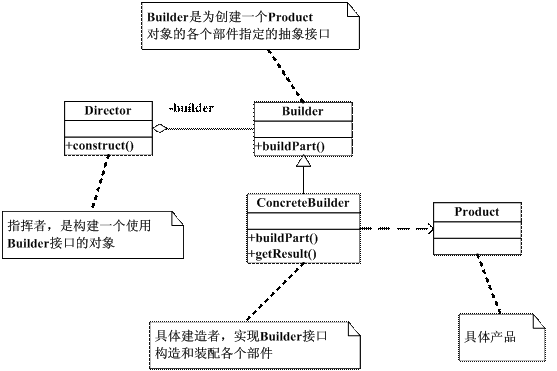 Builder是为创建一个Product
对象的各个部件指定的抽象接口
Director
+construct()
-builder
Builder
+buildPart()
指挥者，是构建一个使用
Builder接口的对象
ConcreteBuilder
+buildPart()
+getResult()
Product
具体建造者，实现Builder接口
构造和装配各个部件
具体产品